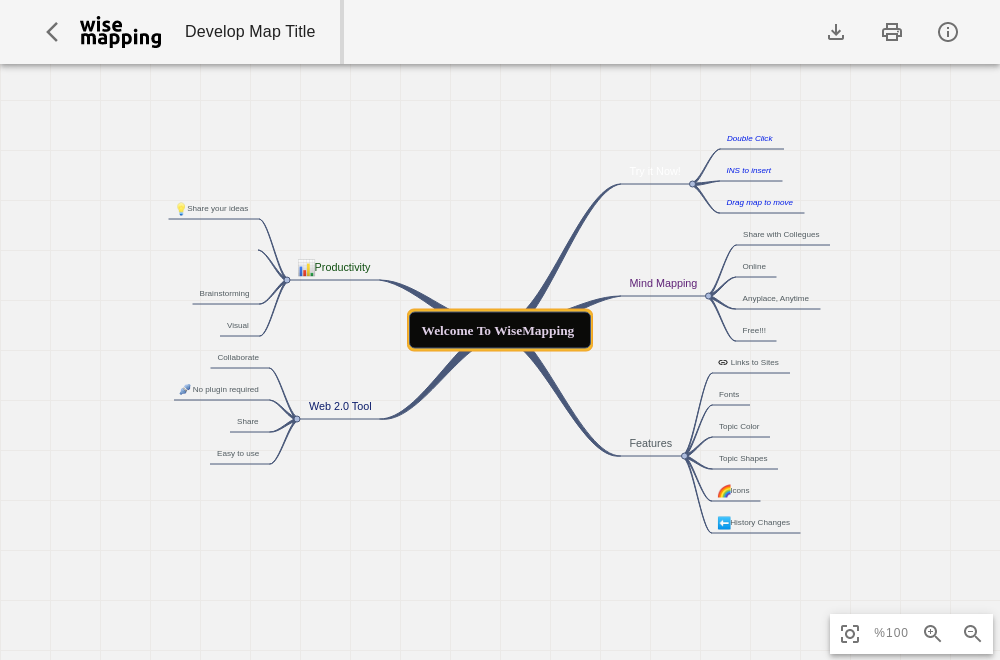 wise
mapping
Develop Map Title
Share your ideas
Productivity
Brainstorming
Visual
Collaborate
No plugin required
Web 2.0 Tool
Share
Easy to use
Welcome To WiseMapping
Try it Now!
Double Click
INS to insert
Drag map to move
Mind Mapping
Share with Collegues
Online
Anyplace, Anytime
Free!!!
Features
Links to Sites
Fonts
Topic Color
Topic Shapes
Icons
History Changes
%100